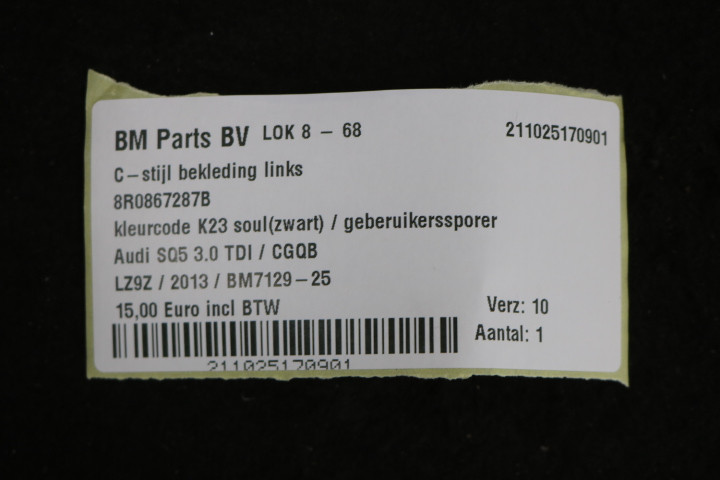 BM Parts BV LOK 8 – 68 211025170901
C–stijl bekleding links
8R0867287B
kleurcode K23 soul(zwart) / geberuikerssporer
Audi SQ5 3.0 TDI / CGQB
LZ9Z / 2013 / BM7129–25
15,00 Euro incl BTW Verz: 10
Aantal: 1
211025170901